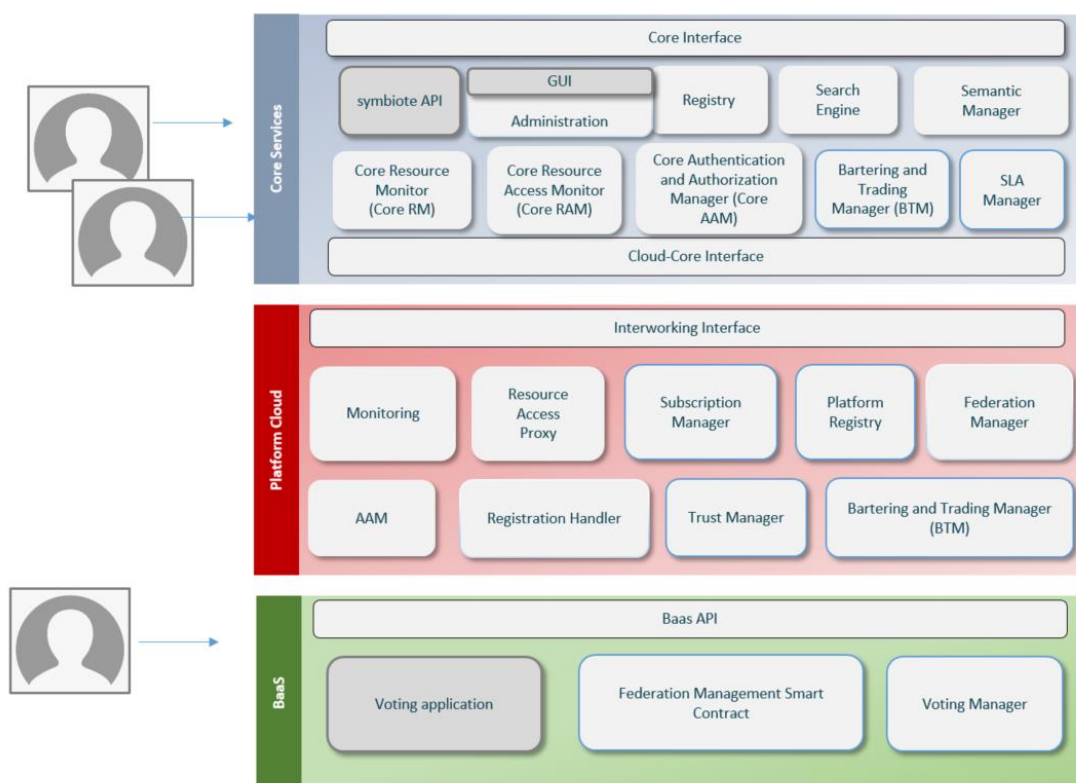 Core Services
Core Interface
symbiote API
GUI
Administration
Registry
Search
Engine
Semantic
Manager
Core Resource
Monitor
(Core RM)
Core Resource
Access Monitor
(Core RAM)
Core Authentication
and Authorization
Manager (Core
AAM)
Bartering and
Trading
Manager (BTM)
SLA
Manager
Cloud-Core Interface
Platform Cloud
Interworking Interface
Monitoring
Resource
Access
Proxy
Subscription
Manager
Platform
Registry
Federation
Manager
AAM
Registration Handler
Trust Manager
Bartering and Trading Manager
(BTM)
BaaS
Baas API
Voting application
Federation Management Smart
Contract
Voting Manager